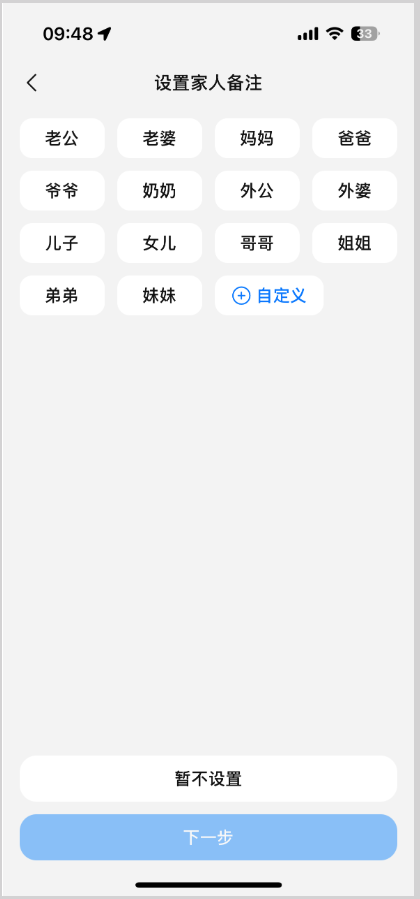 09:48
33
设置家人备注
老公 老婆 妈妈 爸爸
爷爷 奶奶 外公 外婆
儿子 女儿 哥哥 姐姐
弟弟 妹妹 自定义
暂不设置
下一步